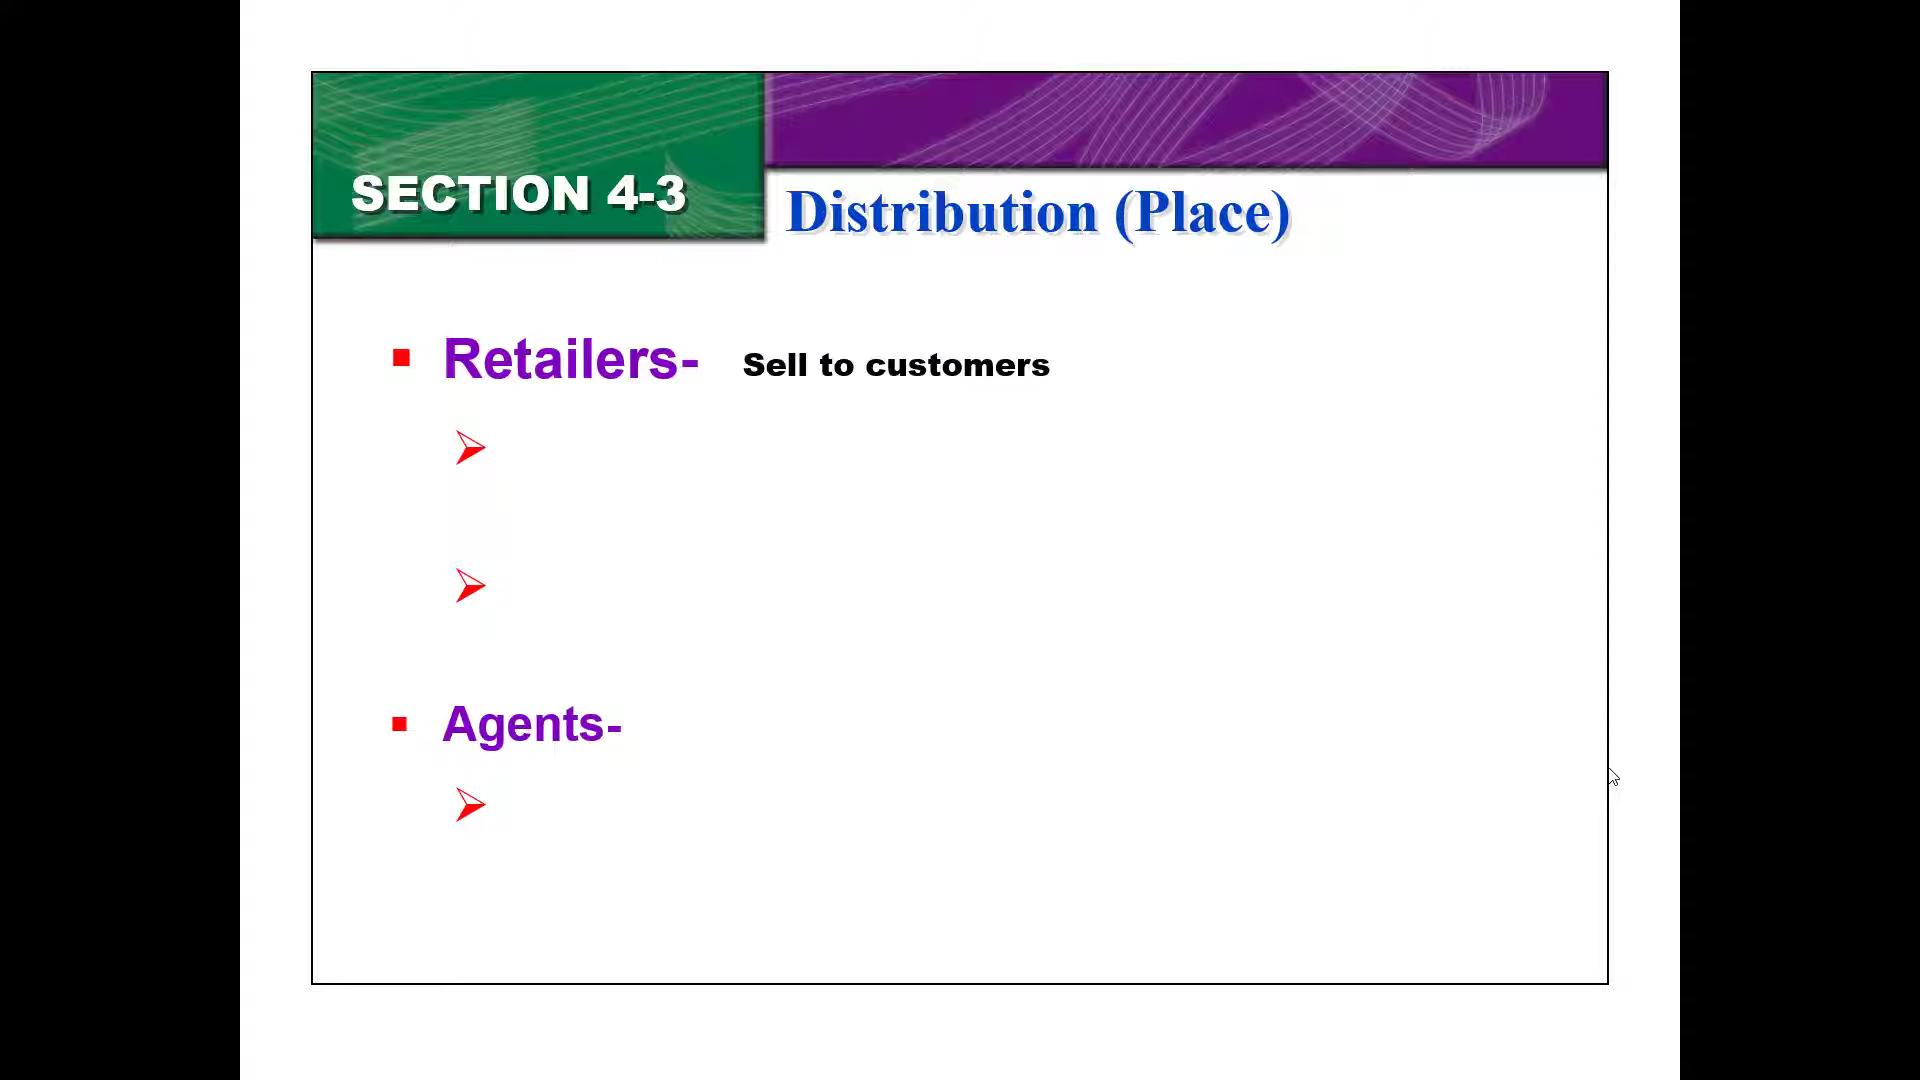 SECTION 4-3
Distribution (Place)
Retailers- Sell to customers
Agents-